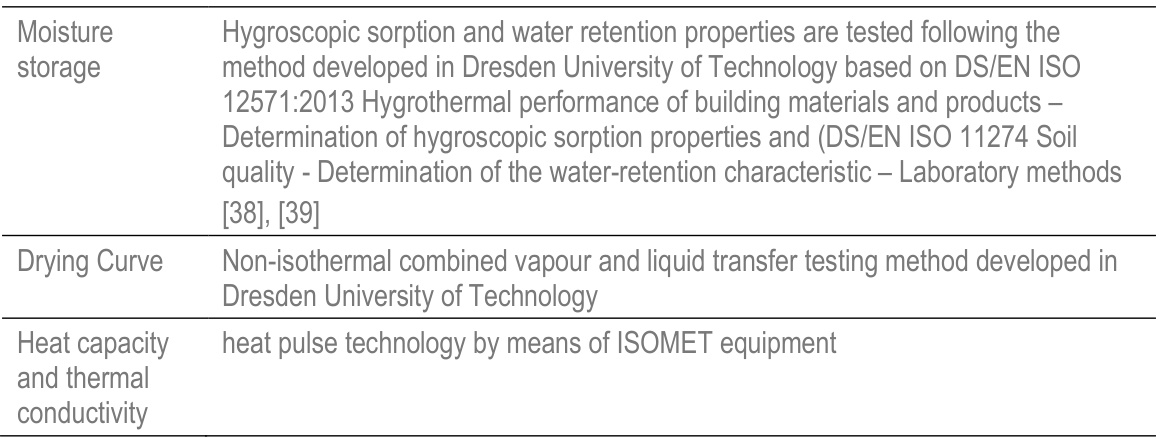 Moisture
storage
Hygroscopic sorption and water retention properties are tested following the
method developed in Dresden University of Technology based on DS/EN ISO
12571:2013 Hygrothermal performance of building materials and products –
Determination of hygroscopic sorption properties and (DS/EN ISO 11274 Soil
quality - Determination of the water-retention characteristic – Laboratory methods
[38], [39]
Drying Curve
Non-isothermal combined vapour and liquid transfer testing method developed in
Dresden University of Technology
Heat capacity
and thermal
conductivity
heat pulse technology by means of ISOMET equipment